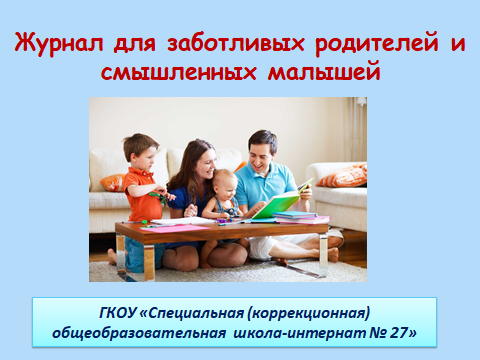 Журнал для заботливых родителей и
смышленных малышей
ГКОУ «Специальная (коррекционная)
общеобразовательная школа-интернат № 27»